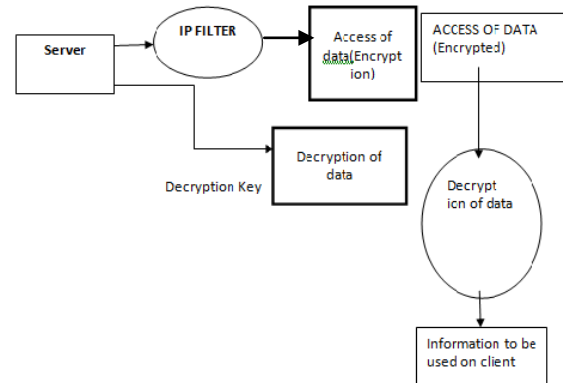 Server
IP FILTER
Access of
data(Encrypt
ion)
ACCESS OF DATA
(Encrypted)
Decryption of
data
Decryption Key
Decrypt
ion of data
Information to be
used on client